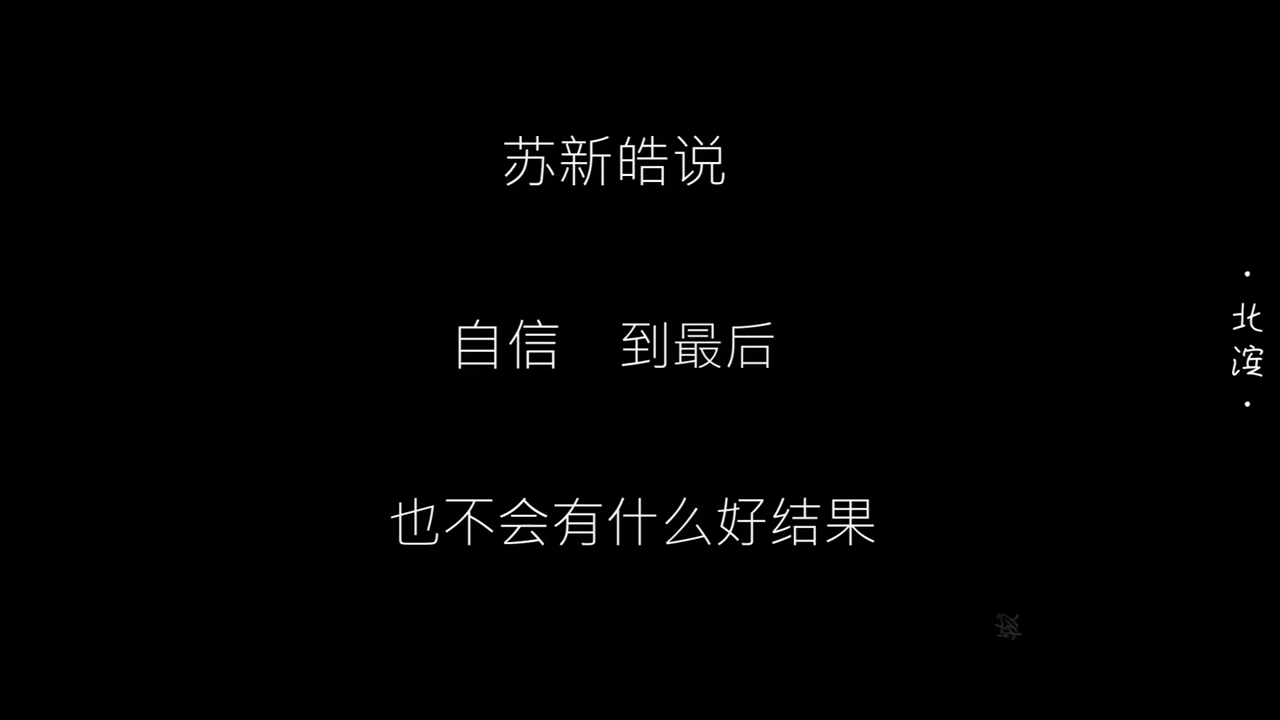 苏新皓说
自信 到最后
也不会有什么好结果
·北滨·